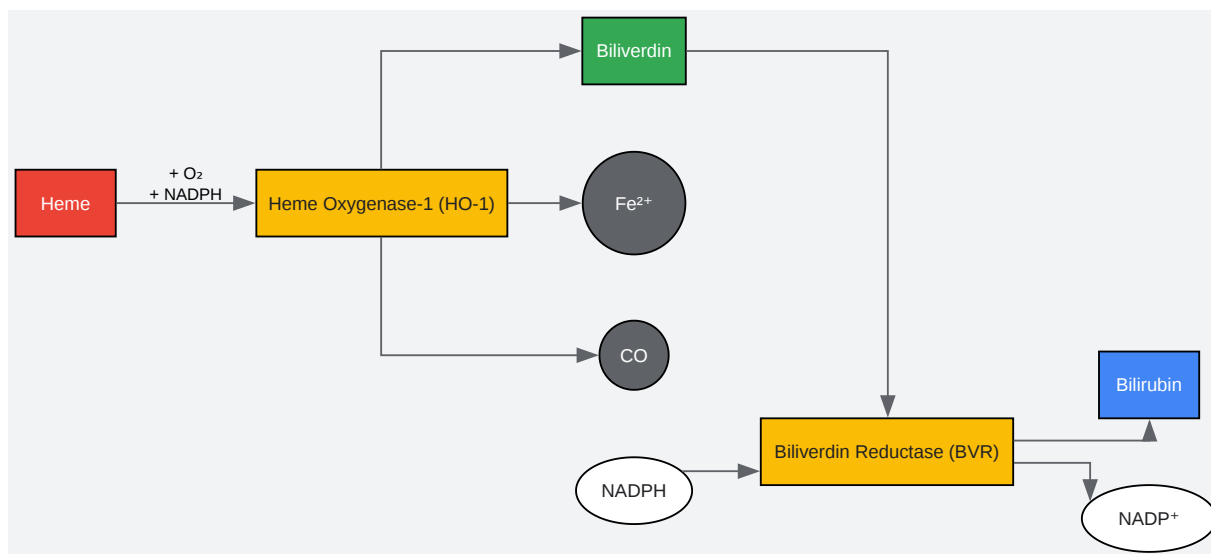 Biliverdin
+ O₂
+ NADPH
Heme
Heme Oxygenase-1 (HO-1)
Fe²⁺
CO
Bilirubin
Biliverdin Reductase (BVR)
NADPH
NADP⁺